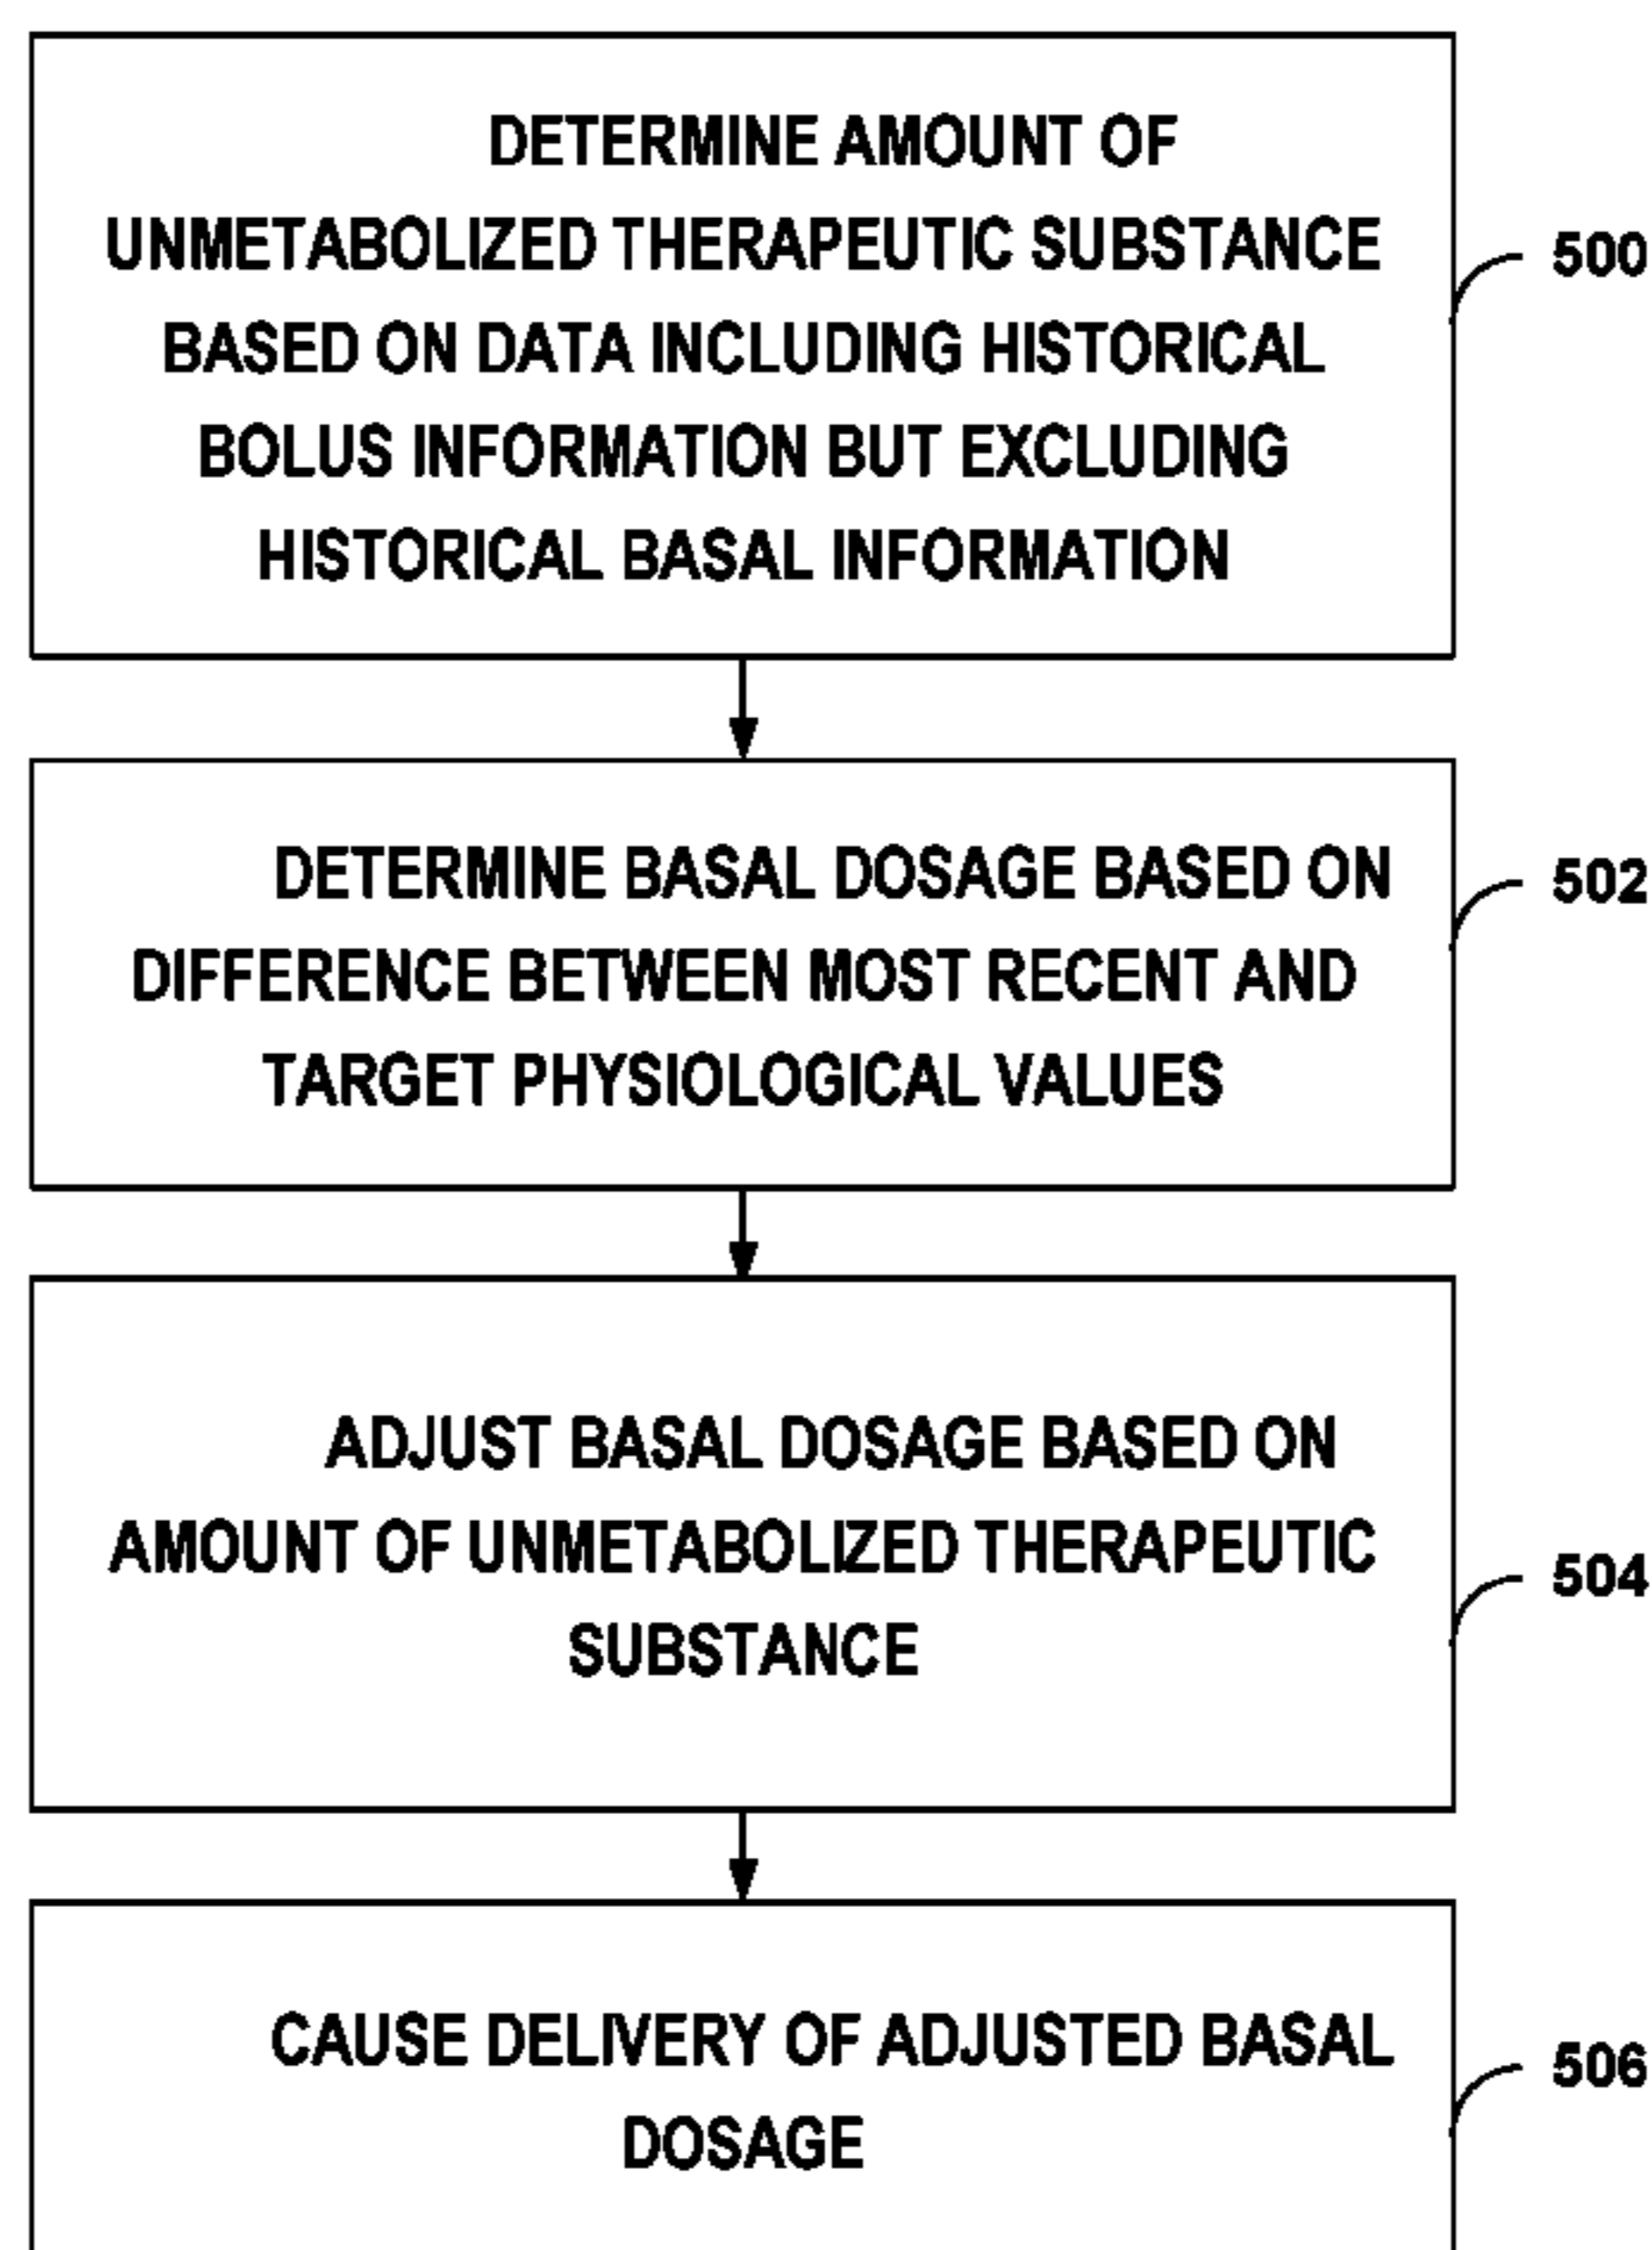 DETERMINE AMOUNT OF
UNMETABOLIZED THERAPEUTIC SUBSTANCE
BASED ON DATA INCLUDING HISTORICAL
BOLUS INFORMATION BUT EXCLUDING
HISTORICAL BASAL INFORMATION
500
DETERMINE BASAL DOSAGE BASED ON
DIFFERENCE BETWEEN MOST RECENT AND
TARGET PHYSIOLOGICAL VALUES
502
ADJUST BASAL DOSAGE BASED ON
AMOUNT OF UNMETABOLIZED THERAPEUTIC
SUBSTANCE
504
CAUSE DELIVERY OF ADJUSTED BASAL
DOSAGE
506